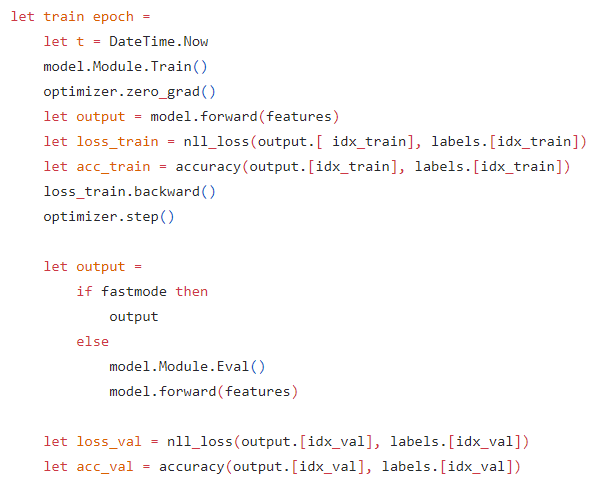 let train epoch =
    let t = DateTime.Now
    model.Module.Train()
    optimizer.zero_grad()
    let output = model.forward(features)
    let loss_train = nll_loss(output.[ idx_train], labels.[idx_train])
    let acc_train = accuracy(output.[idx_train], labels.[idx_train])
    loss_train.backward()
    optimizer.step()

    let output =
        if fastmode then
            output
        else
            model.Module.Eval()
            model.forward(features)

    let loss_val = nll_loss(output.[idx_val], labels.[idx_val])
    let acc_val = accuracy(output.[idx_val], labels.[idx_val])